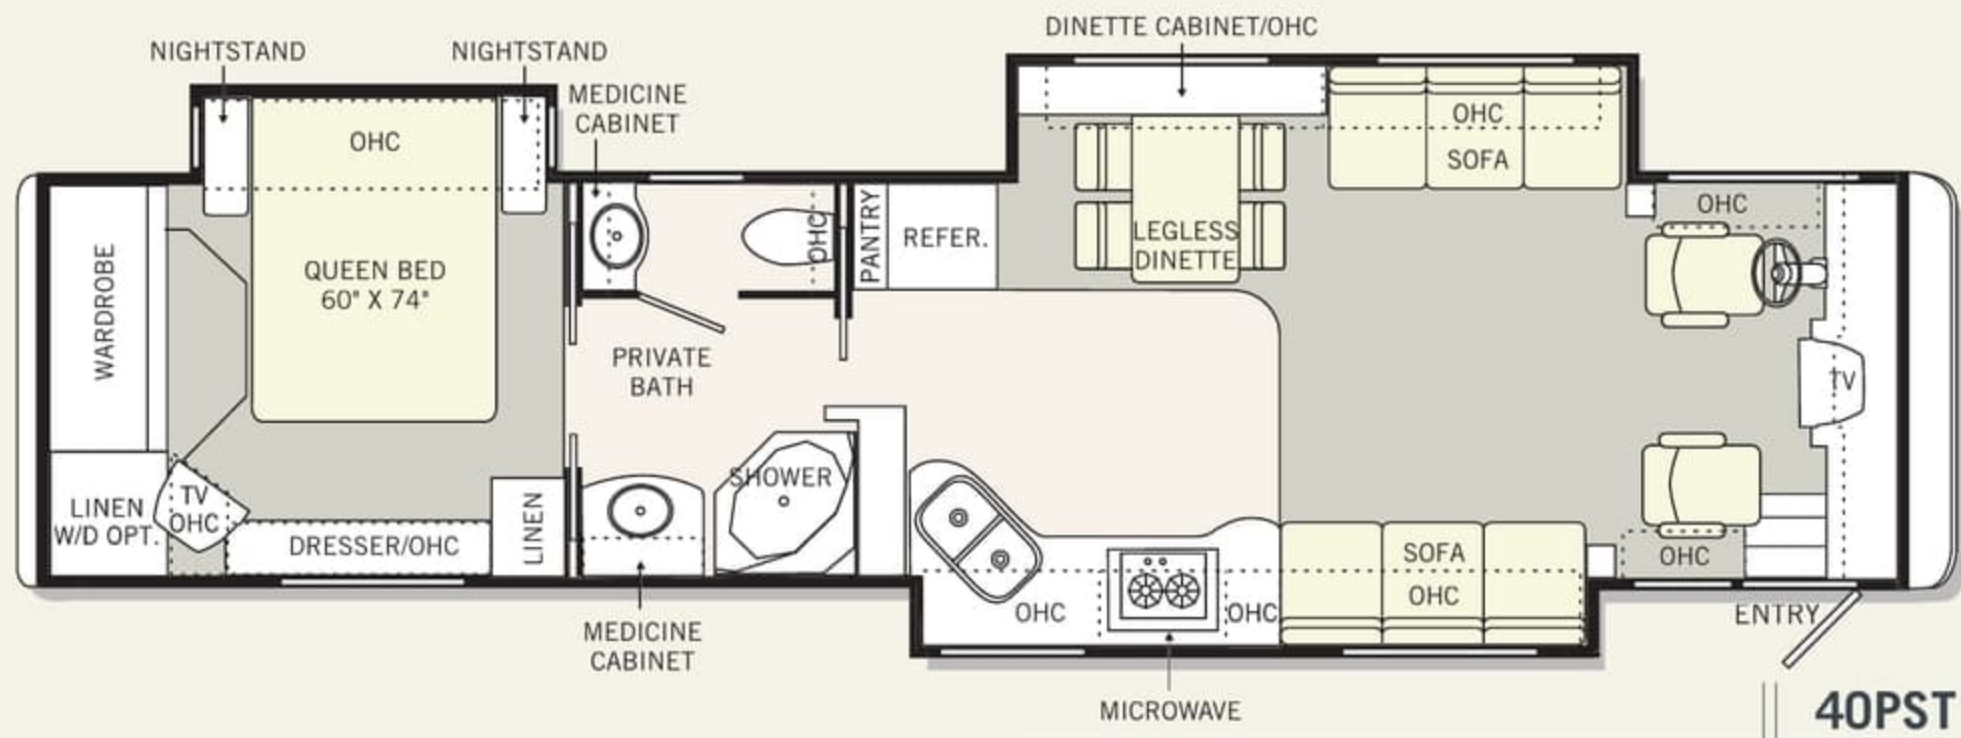 DINETTE CABINET/OHC
NIGHTSTAND
NIGHTSTAND
MEDICINE
CABINET
OHC
OHC
SOFA
WARDROBE
QUEEN BED
60" X 74"
OHC
PANTRY
REFER.
LEGLESS
DINETTE
OHC
PRIVATE
BATH
TV
LINEN
W/D OPT.
TV
OHC
DRESSER/OHC
LINEN
SHOWER
SOFA
OHC
OHC
OHC
OHC
ENTRY
MEDICINE
CABINET
MICROWAVE
40PST